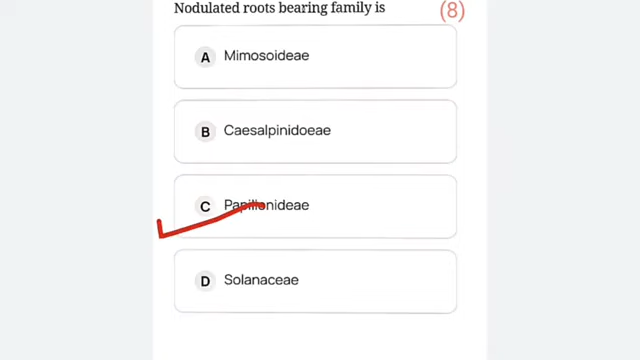 Nodulated roots bearing family is
(8)
A Mimosoideae
B Caesalpinidoeae
C Papilionideae
D Solanaceae